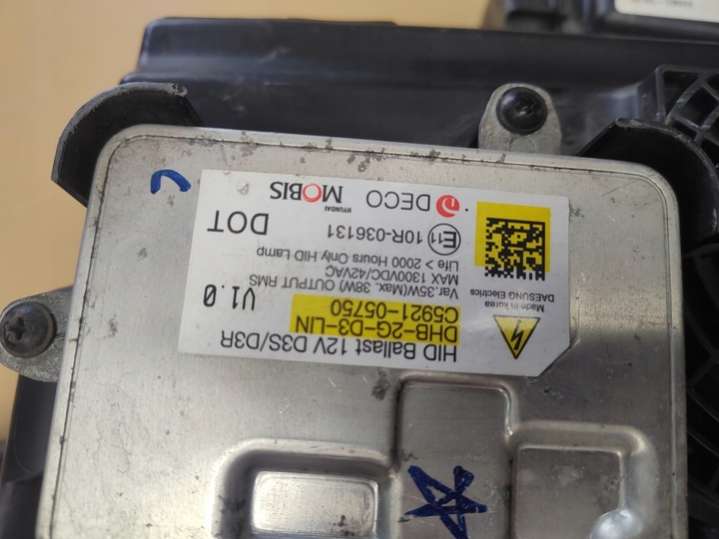 HID Ballast 12V D3S/D3R
DHB-2G-D3-LIN
C5921-05750
V1.0
Var.35W(Max. 38W) OUTPUT RMS
MAX 1300VDC/42VAC
Life > 2000 Hours Only HID Lamp
E11 10R-036131
DOT
DECO
HYUNDAI
MOBIS
Made in Korea
DAESUNG Electrics